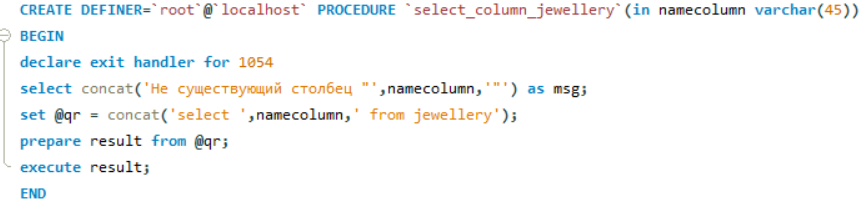 CREATE DEFINER=`root`@`localhost` PROCEDURE `select_column_jewellery`(in namecolumn varchar(45))
BEGIN
declare exit handler for 1054
select concat('Не существующий столбец "',namecolumn,'"') as msg;
set @qr = concat('select ',namecolumn,' from jewellery');
prepare result from @qr;
execute result;
END